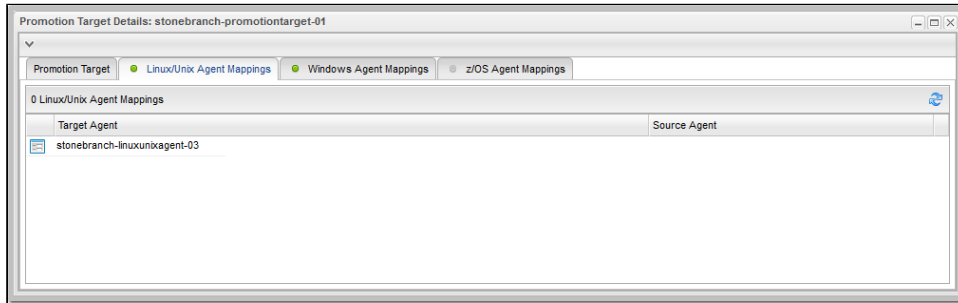 Promotion Target Details: stonebranch-promotiontarget-01
Promotion Target Linux/Unix Agent Mappings Windows Agent Mappings z/OS Agent Mappings
0 Linux/Unix Agent Mappings
Target Agent Source Agent
stonebranch-linuxunixagent-03